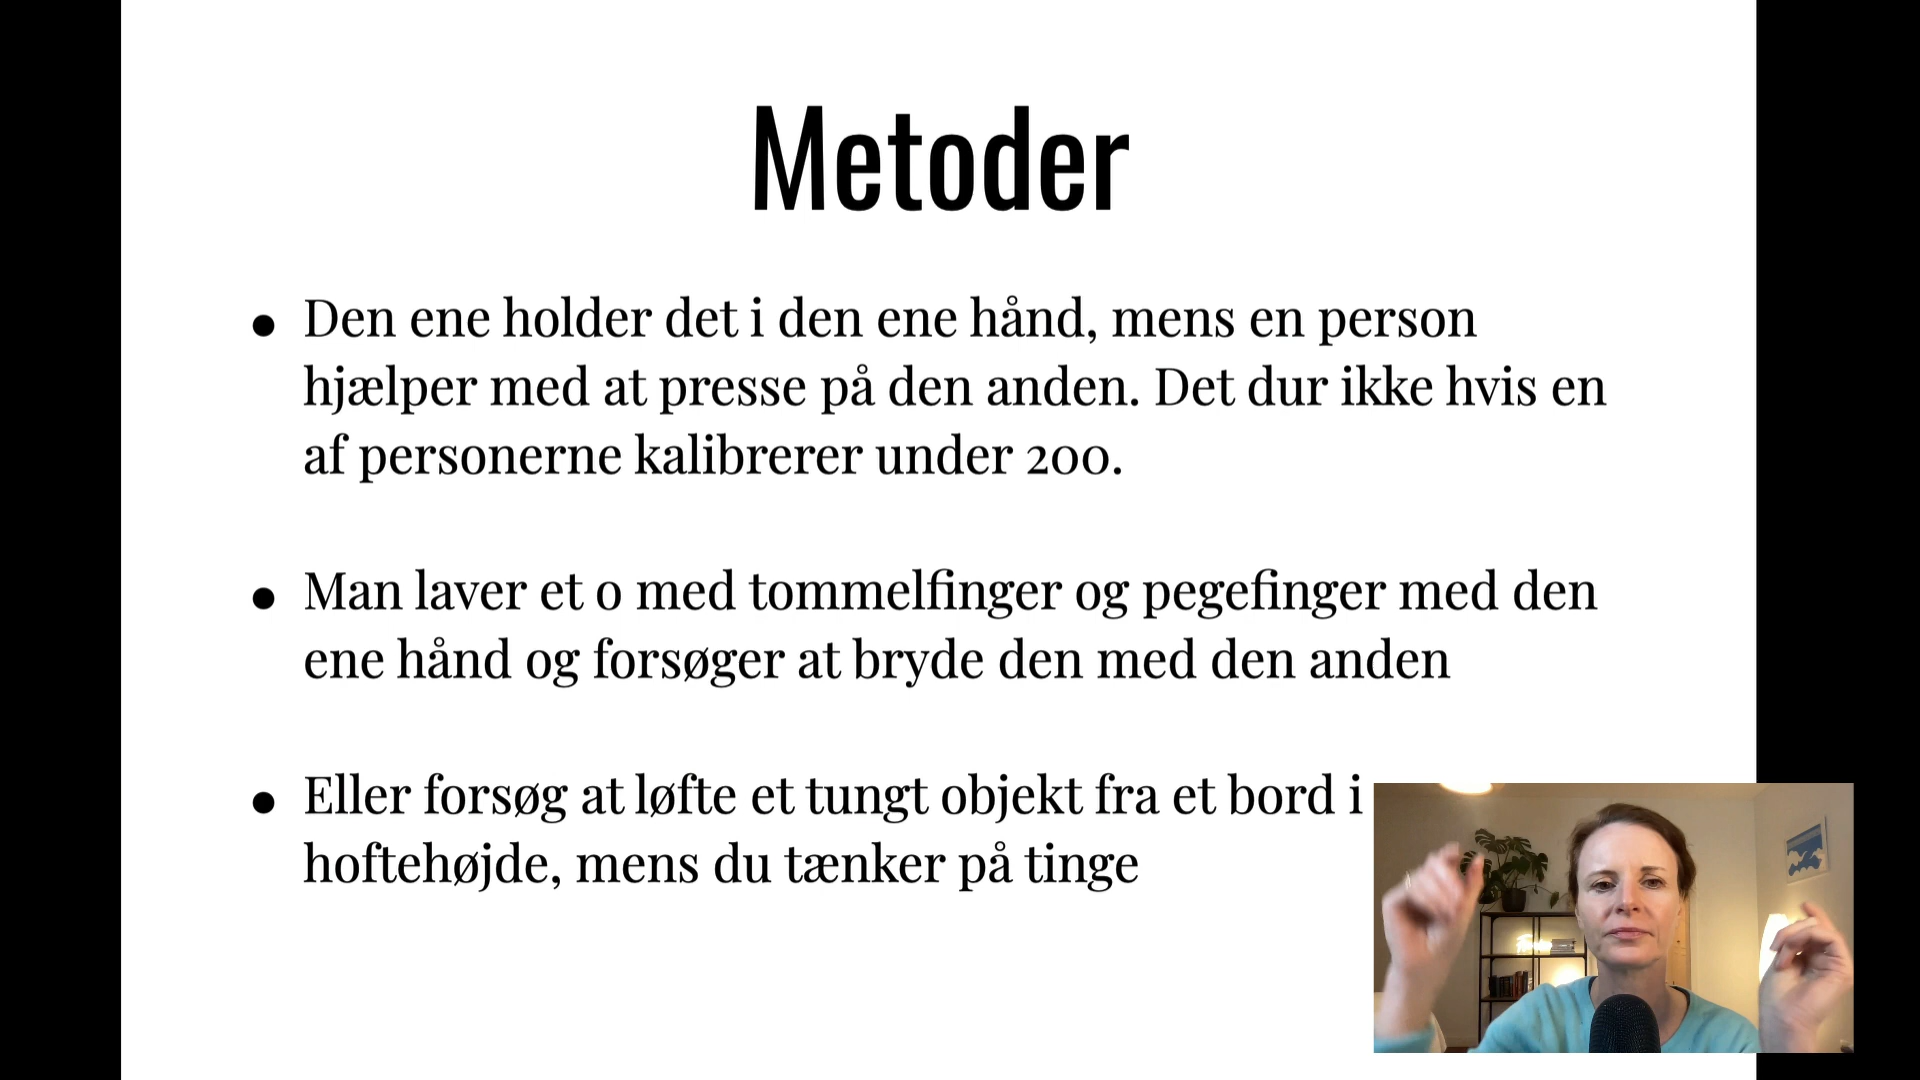 Metoder
• Den ene holder det i den ene hånd, mens en person
hjælper med at presse på den anden. Det dur ikke hvis en
af personerne kalibrerer under 200.
• Man laver et o med tommelfinger og pegefinger med den
ene hånd og forsøger at bryde den med den anden
• Eller forsøg at løfte et tungt objekt fra et bord i
hoftehøjde, mens du tænker på tinge